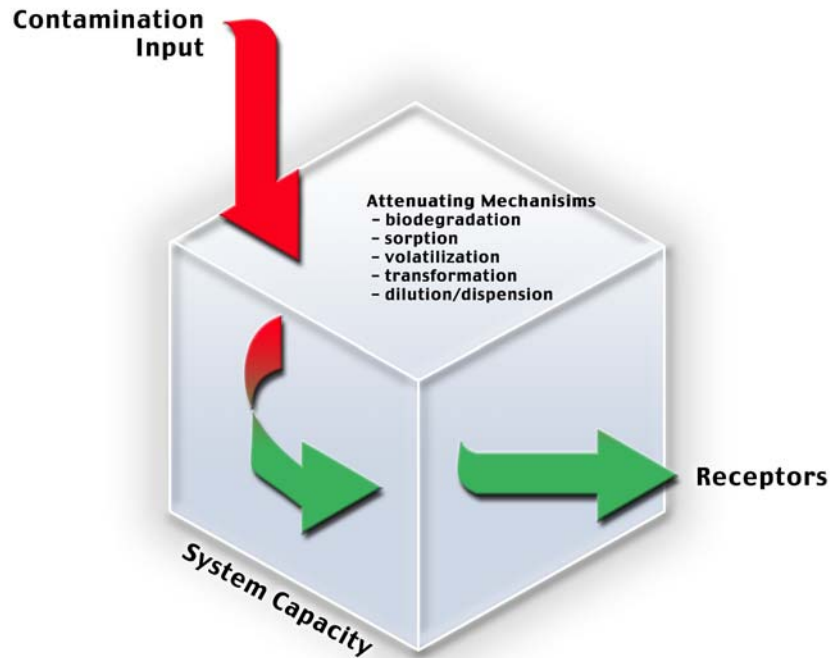 Contamination
Input
Attenuating Mechanisims
- biodegradation
- sorption
- volatilization
- transformation
- dilution/dispension
Receptors
System Capacity